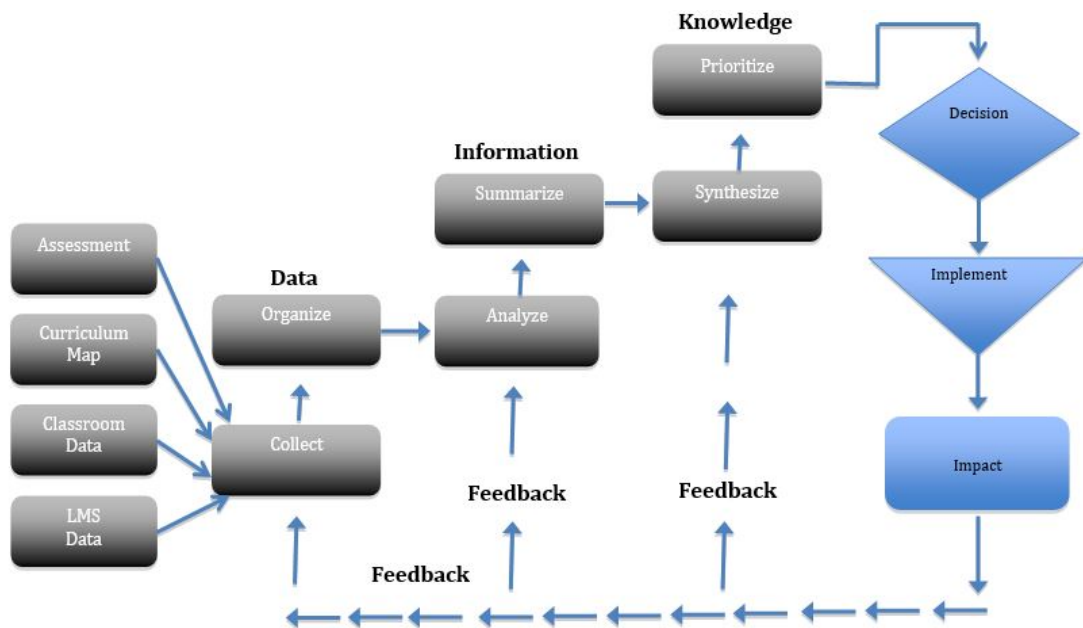 Knowledge
Prioritize
Decision
Information
Summarize
Synthesize
Assessment
Data
Organize
Analyze
Implement
Curriculum
Map
Classroom
Data
Collect
Impact
LMS
Data
Feedback
Feedback
Feedback